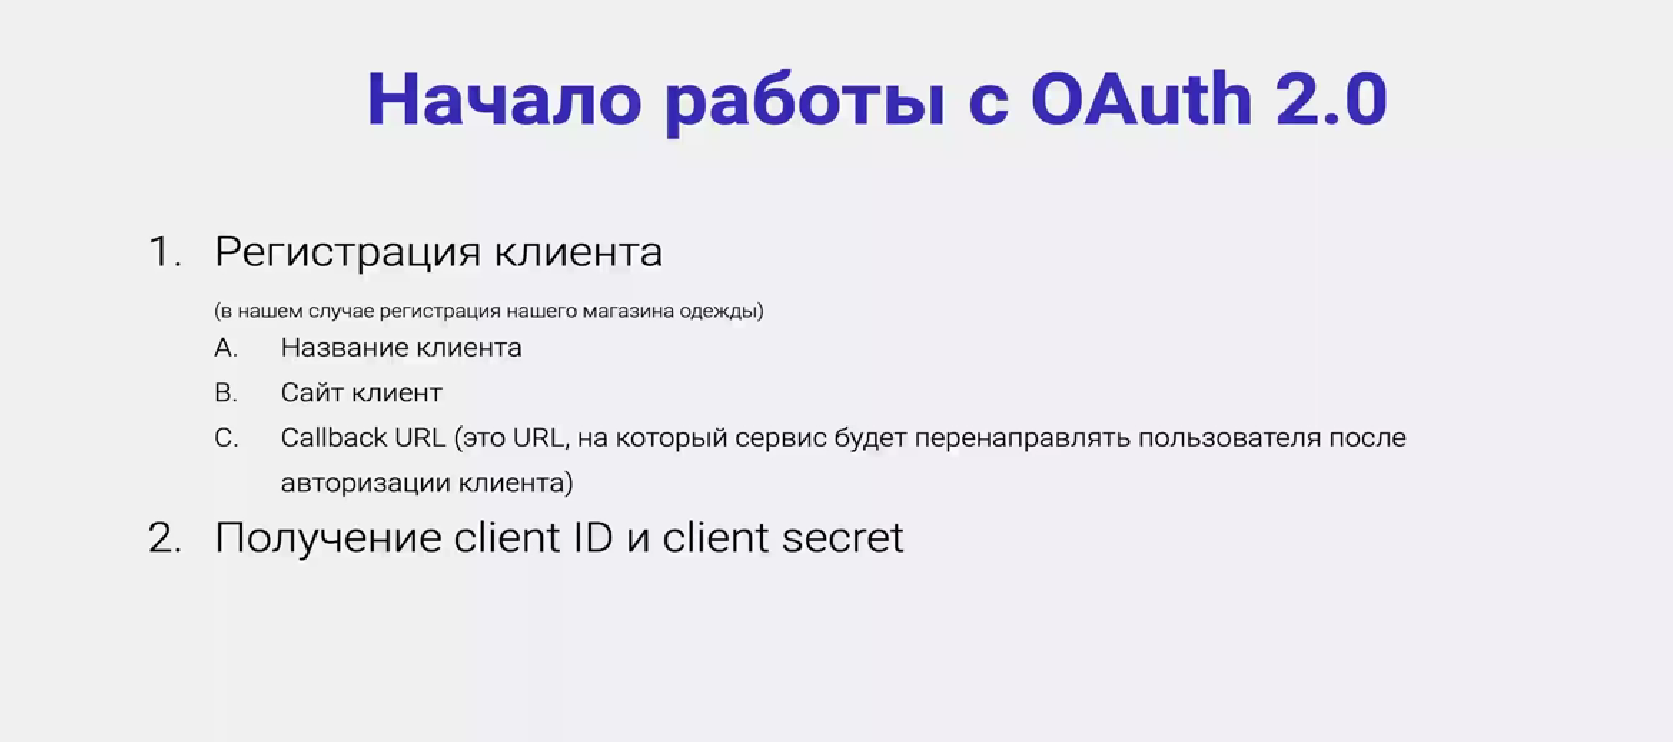 Начало работы с OAuth 2.0
1. Регистрация клиента
(в нашем случае регистрация нашего магазина одежды)
A. Название клиента
B. Сайт клиент
C. Callback URL (это URL, на который сервис будет перенаправлять пользователя после
авторизации клиента)
2. Получение client ID и client secret